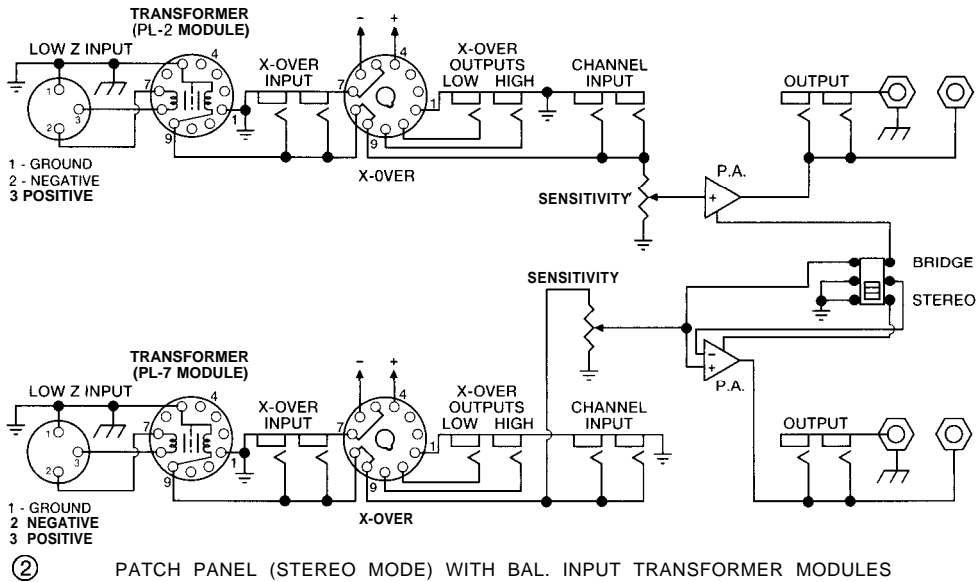 TRANSFORMER
(PL-2 MODULE)
LOW Z INPUT
4
7
1
9
1
2
3
X-OVER
INPUT
-
+
4
7
1
9
X-OVER
X-OVER
OUTPUTS
LOW HIGH
CHANNEL
INPUT
OUTPUT
1 - GROUND
2 - NEGATIVE
3 POSITIVE
SENSITIVITY
P.A.
+
BRIDGE
STEREO
SENSITIVITY
-
+
P.A.
TRANSFORMER
(PL-7 MODULE)
LOW Z INPUT
4
7
1
9
1
2
3
X-OVER
INPUT
-
+
4
7
1
9
X-OVER
X-OVER
OUTPUTS
LOW HIGH
CHANNEL
INPUT
OUTPUT
1 - GROUND
2 NEGATIVE
3 POSITIVE
2 PATCH PANEL (STEREO MODE) WITH BAL. INPUT TRANSFORMER MODULES